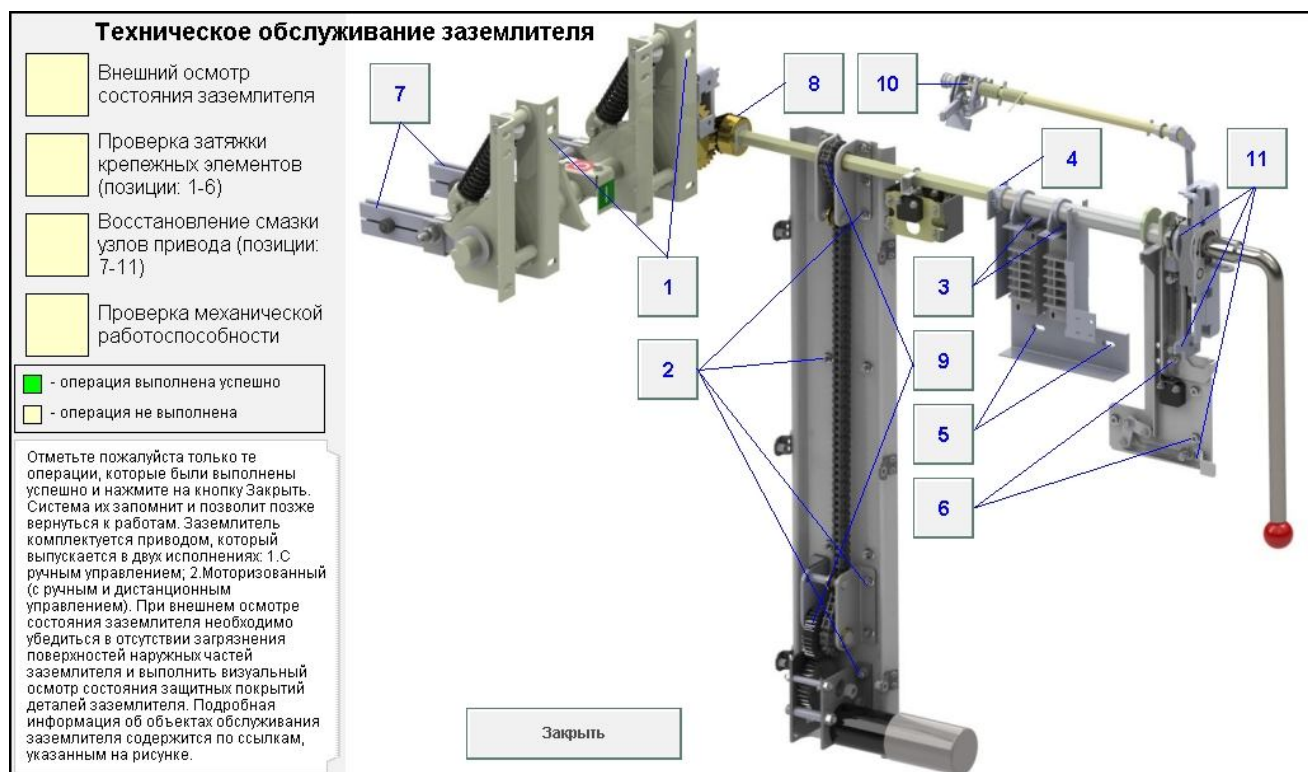 Техническое обслуживание заземлителя
Внешний осмотр
состояния заземлителя
Проверка затяжки
крепежных элементов
(позиции: 1-6)
Восстановление смазки
узлов привода (позиции:
7-11)
Проверка механической
работоспособности
- операция выполнена успешно
- операция не выполнена
Отметьте пожалуйста только те
операции, которые были выполнены
успешно и нажмите на кнопку Закрыть.
Система их запомнит и позволит позже
вернуться к работам. Заземлитель
комплектуется приводом, который
выпускается в двух исполнениях: 1.С
ручным управлением; 2.Моторизованный
(с ручным и дистанционным
управлением). При внешнем осмотре
состояния заземлителя необходимо
убедиться в отсутствии загрязнения
поверхностей наружных частей
заземлителя и выполнить визуальный
осмотр состояния защитных покрытий
деталей заземлителя. Подробная
информация об объектах обслуживания
заземлителя содержится по ссылкам,
указанным на рисунке.
7
8
10
4
11
1
3
2
9
5
6
Закрыть